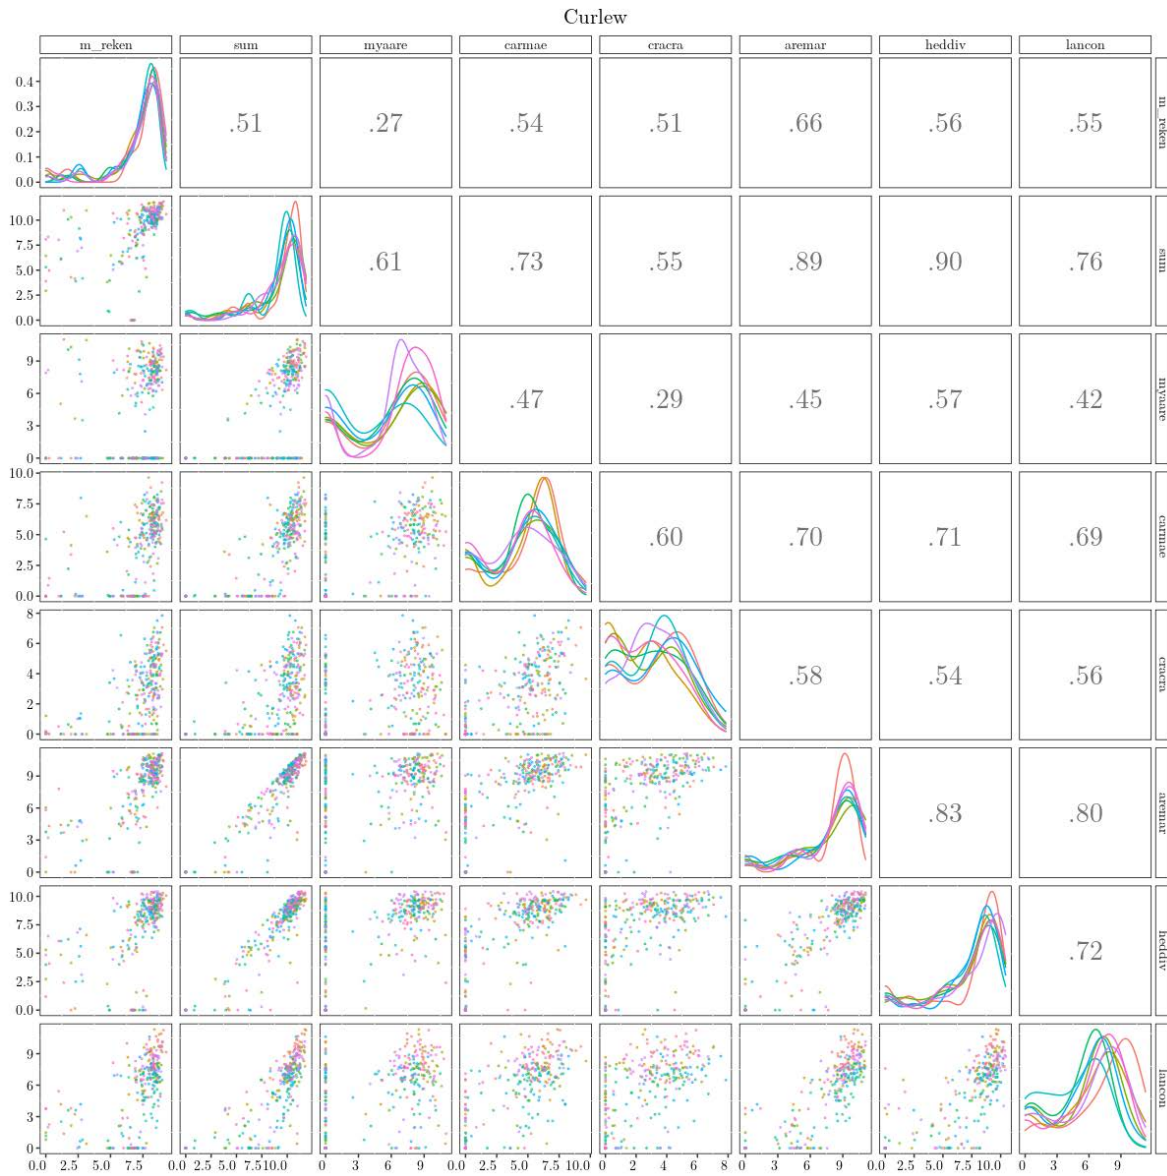 Curlew
m_reken sum myaare carmae cracra aremar heddiv lancon
0.4
0.3
0.2
0.1
0.0
.51 .27 .54 .51 .66 .56 .55
m_reken
10.0
7.5
5.0
2.5
0.0
.61 .73 .55 .89 .90 .76
sum
9
6
3
0
.47 .29 .45 .57 .42
myaare
10.0
7.5
5.0
2.5
0.0
.60 .70 .71 .69
carmae
8
6
4
2
0
.58 .54 .56
cracra
9
6
3
0
.83 .80
aremar
10.0
7.5
5.0
2.5
0.0
.72
heddiv
9
6
3
0
lancon
0 2.5 5.0 7.5 0.0 2.5 5.0 7.5 10.0 0 3 6 9 0.0 2.5 5.0 7.5 10.0 0 2 4 6 8 0 3 6 9 0.0 2.5 5.0 7.5 10.0 0 3 6 9